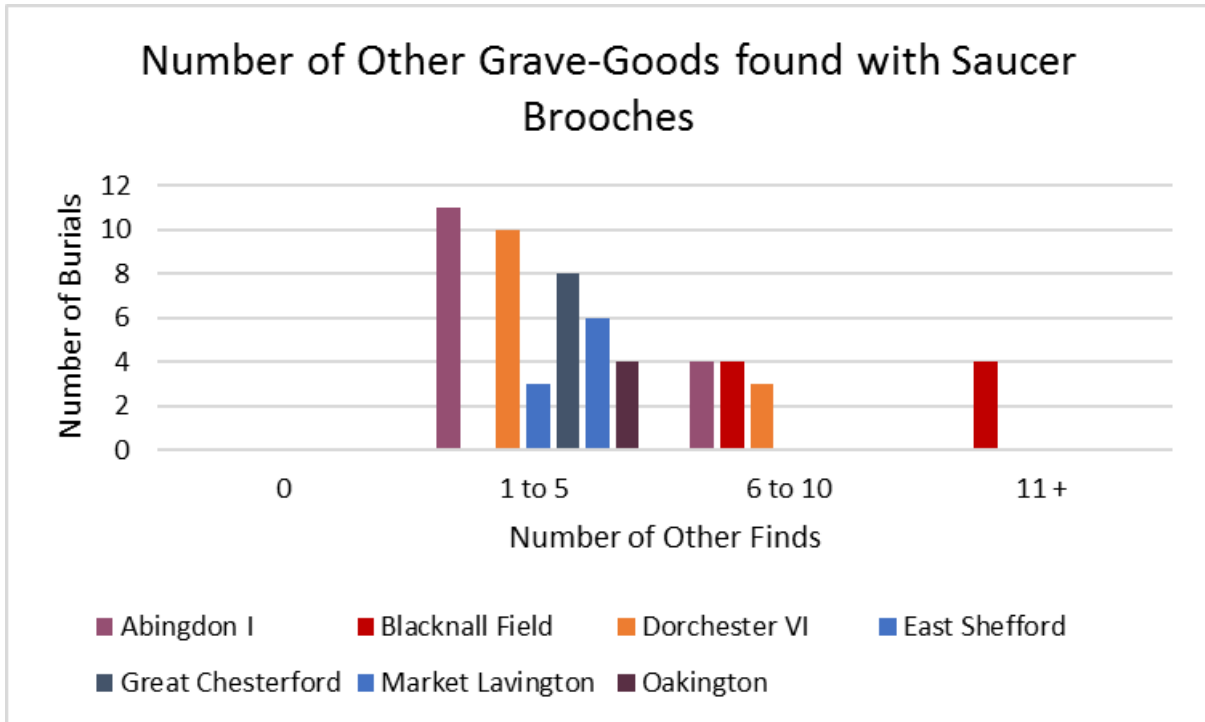 Number of Other Grave-Goods found with Saucer
Brooches
Number of Burials
12
10
8
6
4
2
0
0 1 to 5 6 to 10 11 +
Number of Other Finds
Abingdon I Blacknall Field Dorchester VI East Shefford
Great Chesterford Market Lavington Oakington